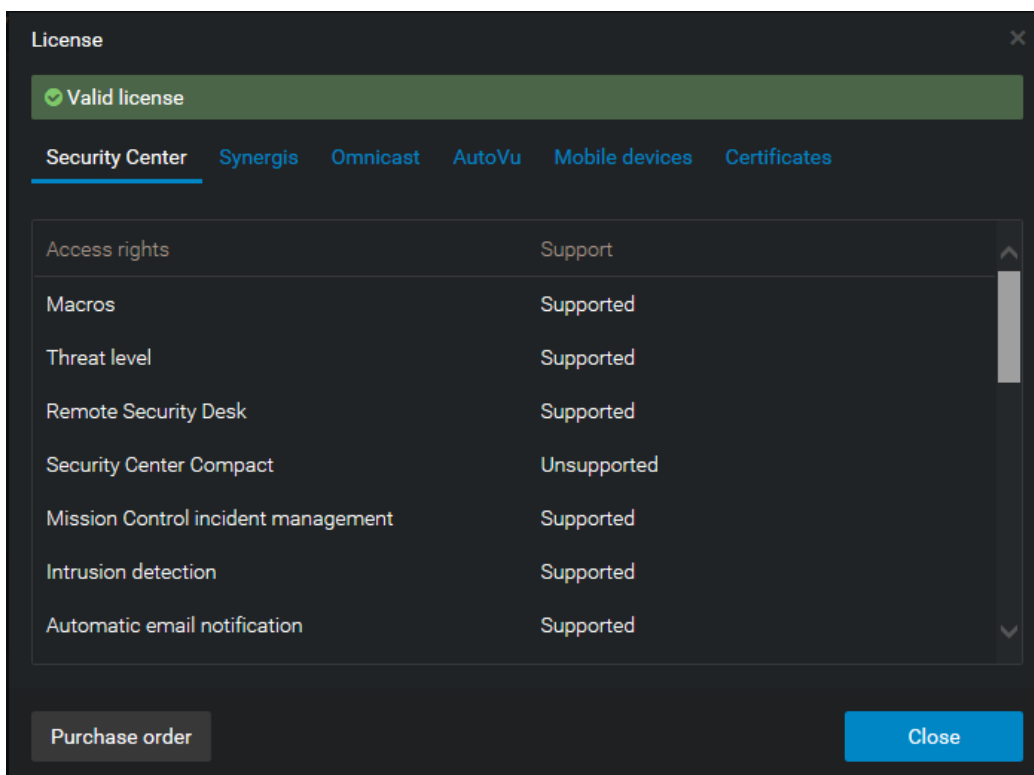 License
Valid license
Security Center Synergis Omnicast AutoVu Mobile devices Certificates
Access rights Support
Macros Supported
Threat level Supported
Remote Security Desk Supported
Security Center Compact Unsupported
Mission Control incident management Supported
Intrusion detection Supported
Automatic email notification Supported
Purchase order Close